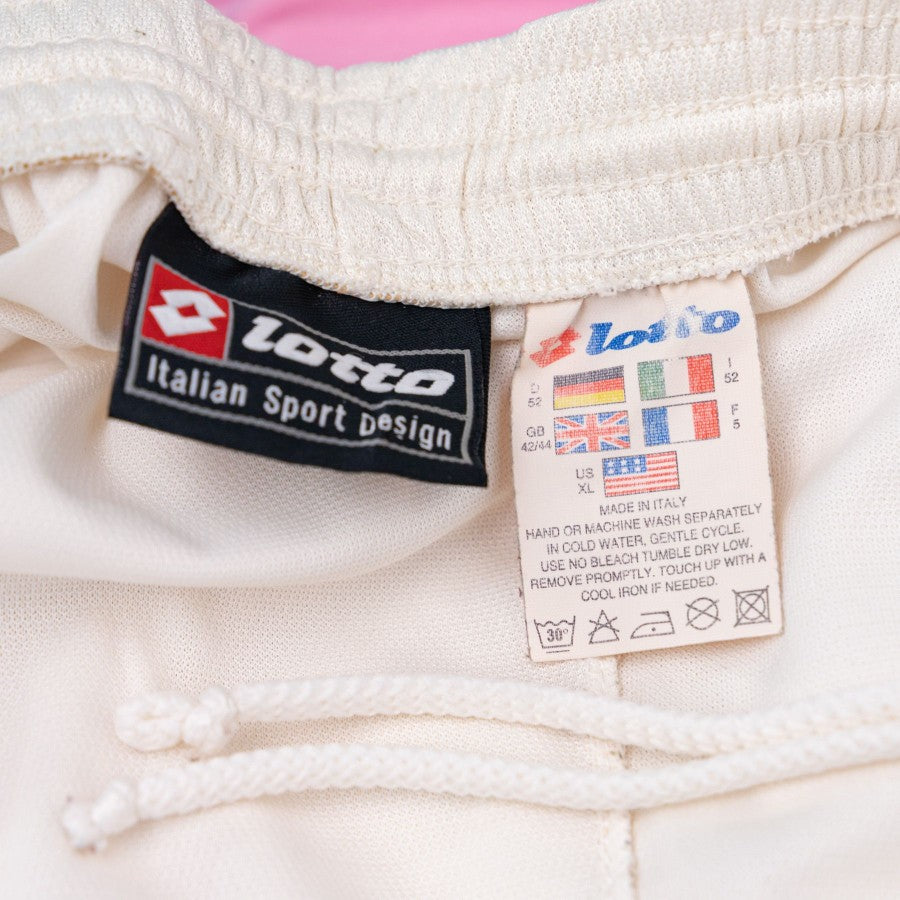 lotto
Italian Sport Design
lotto
D
52
I
52
GB
42/44
F
5
US
XL
MADE IN ITALY
HAND OR MACHINE WASH SEPARATELY
IN COLD WATER, GENTLE CYCLE.
USE NO BLEACH TUMBLE DRY LOW.
REMOVE PROMPTLY. TOUCH UP WITH A
COOL IRON IF NEEDED.
30°